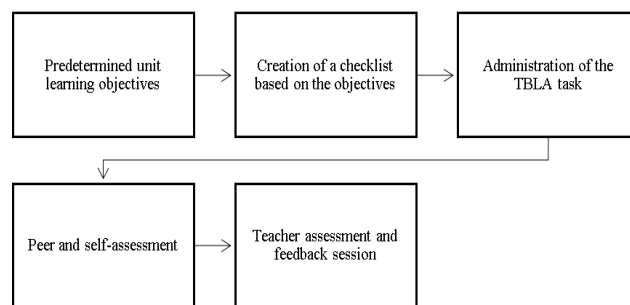 Predetermined unit
learning objectives
Creation of a checklist
based on the objectives
Administration of the
TBLA task
Peer and self-assessment
Teacher assessment and
feedback session